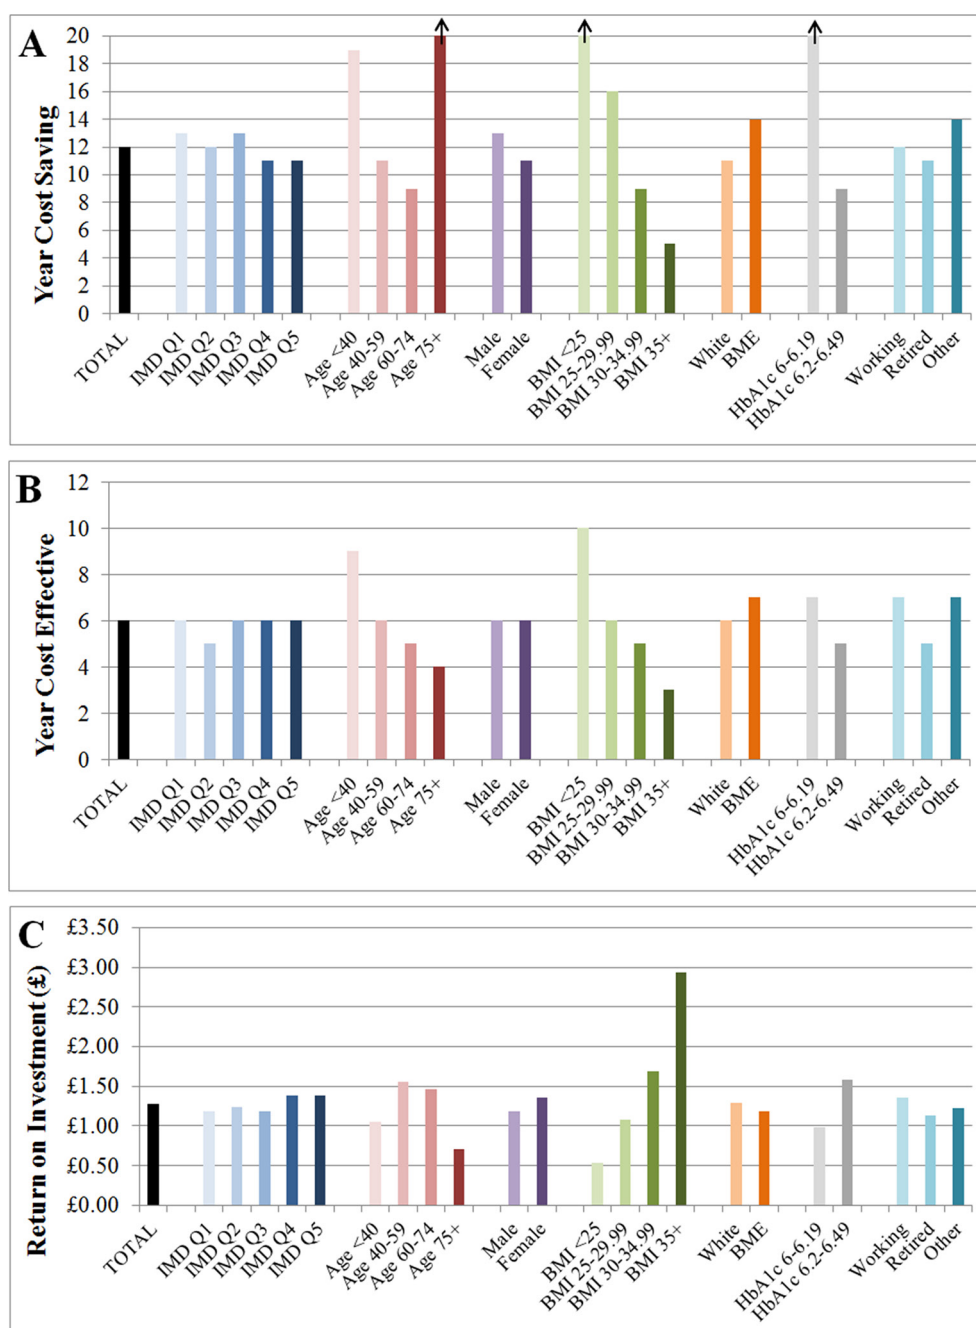 A
Year Cost Saving
20
18
16
14
12
10
8
6
4
2
0
TOTAL
IMD Q1
IMD Q2
IMD Q3
IMD Q4
IMD Q5
Age <40
Age 40-59
Age 60-74
Age 75+
Male
Female
BMI <25
BMI 25-29.99
BMI 30-34.99
BMI 35+
White
BME
HbA1c 6-6.19
HbA1c 6.2-6.49
Working
Retired
Other
B
Year Cost Effective
12
10
8
6
4
2
0
TOTAL
IMD Q1
IMD Q2
IMD Q3
IMD Q4
IMD Q5
Age <40
Age 40-59
Age 60-74
Age 75+
Male
Female
BMI <25
BMI 25-29.99
BMI 30-34.99
BMI 35+
White
BME
HbA1c 6-6.19
HbA1c 6.2-6.49
Working
Retired
Other
C
Return on Investment (£)
£3.50
£3.00
£2.50
£2.00
£1.50
£1.00
£0.50
£0.00
TOTAL
IMD Q1
IMD Q2
IMD Q3
IMD Q4
IMD Q5
Age <40
Age 40-59
Age 60-74
Age 75+
Male
Female
BMI <25
BMI 25-29.99
BMI 30-34.99
BMI 35+
White
BME
HbA1c 6-6.19
HbA1c 6.2-6.49
Working
Retired
Other